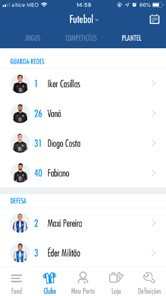 altice MEO
14:59
Futebol
JOGOS COMPETIÇÕES PLANTEL
GUARDA-REDES
1 Iker Casillas
26 Vaná
31 Diogo Costa
40 Fabiano
DEFESA
2 Maxi Pereira
3 Éder Militão
Feed Clube Meu Porto Loja Definições